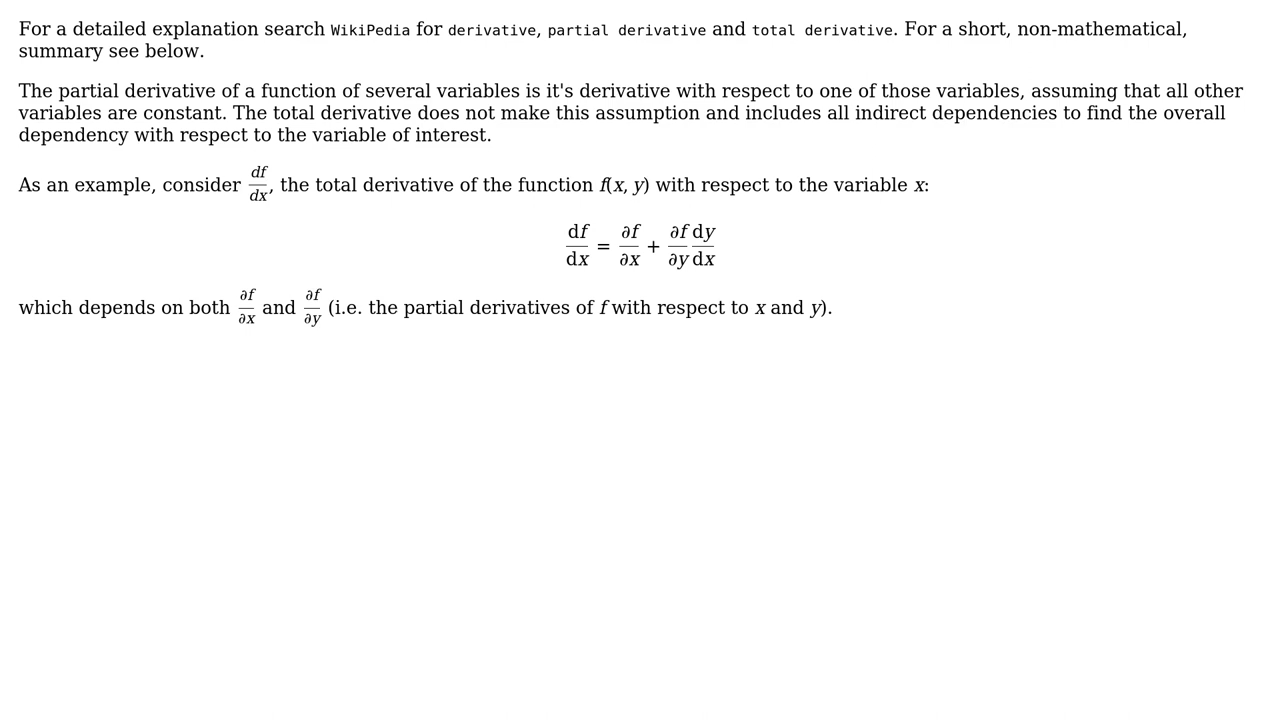 For a detailed explanation search WikiPedia for derivative, partial derivative and total derivative. For a short, non-mathematical,
summary see below.
The partial derivative of a function of several variables is it's derivative with respect to one of those variables, assuming that all other
variables are constant. The total derivative does not make this assumption and includes all indirect dependencies to find the overall
dependency with respect to the variable of interest.
As an example, consider df/dx, the total derivative of the function f(x, y) with respect to the variable x:
df/dx = ∂f/∂x + ∂f/∂y dy/dx
which depends on both ∂f/∂x and ∂f/∂y (i.e. the partial derivatives of f with respect to x and y).